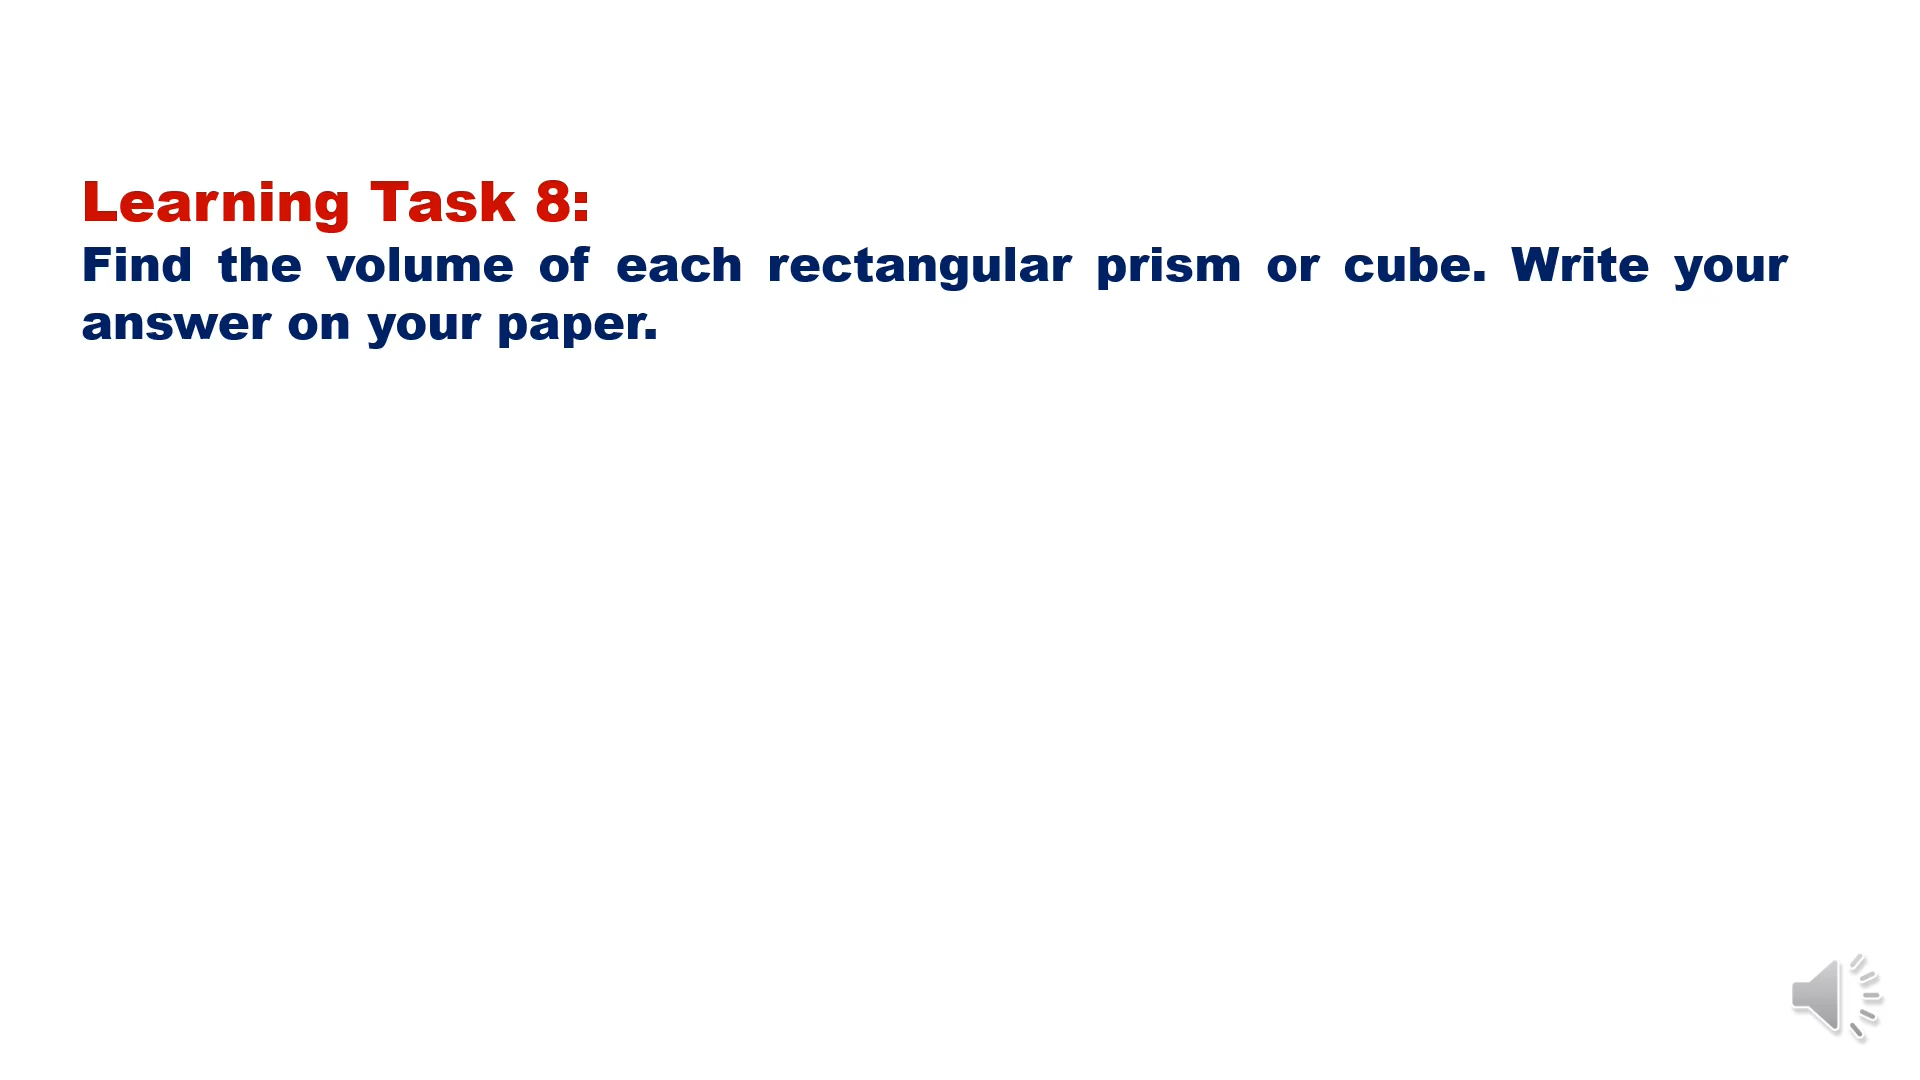 Learning Task 8:
Find the volume of each rectangular prism or cube. Write your
answer on your paper.